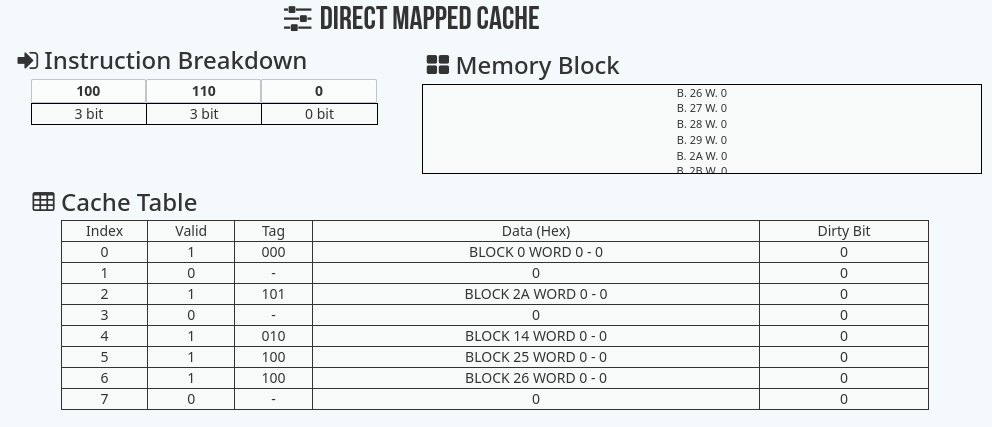 DIRECT MAPPED CACHE
Instruction Breakdown
100 110 0
3 bit 3 bit 0 bit
Memory Block
B. 26 W. 0
B. 27 W. 0
B. 28 W. 0
B. 29 W. 0
B. 2A W. 0
B. 2B W. 0
Cache Table
Index Valid Tag Data (Hex) Dirty Bit
0 1 000 BLOCK 0 WORD 0 - 0 0
1 0 - 0 0
2 1 101 BLOCK 2A WORD 0 - 0 0
3 0 - 0 0
4 1 010 BLOCK 14 WORD 0 - 0 0
5 1 100 BLOCK 25 WORD 0 - 0 0
6 1 100 BLOCK 26 WORD 0 - 0 0
7 0 - 0 0